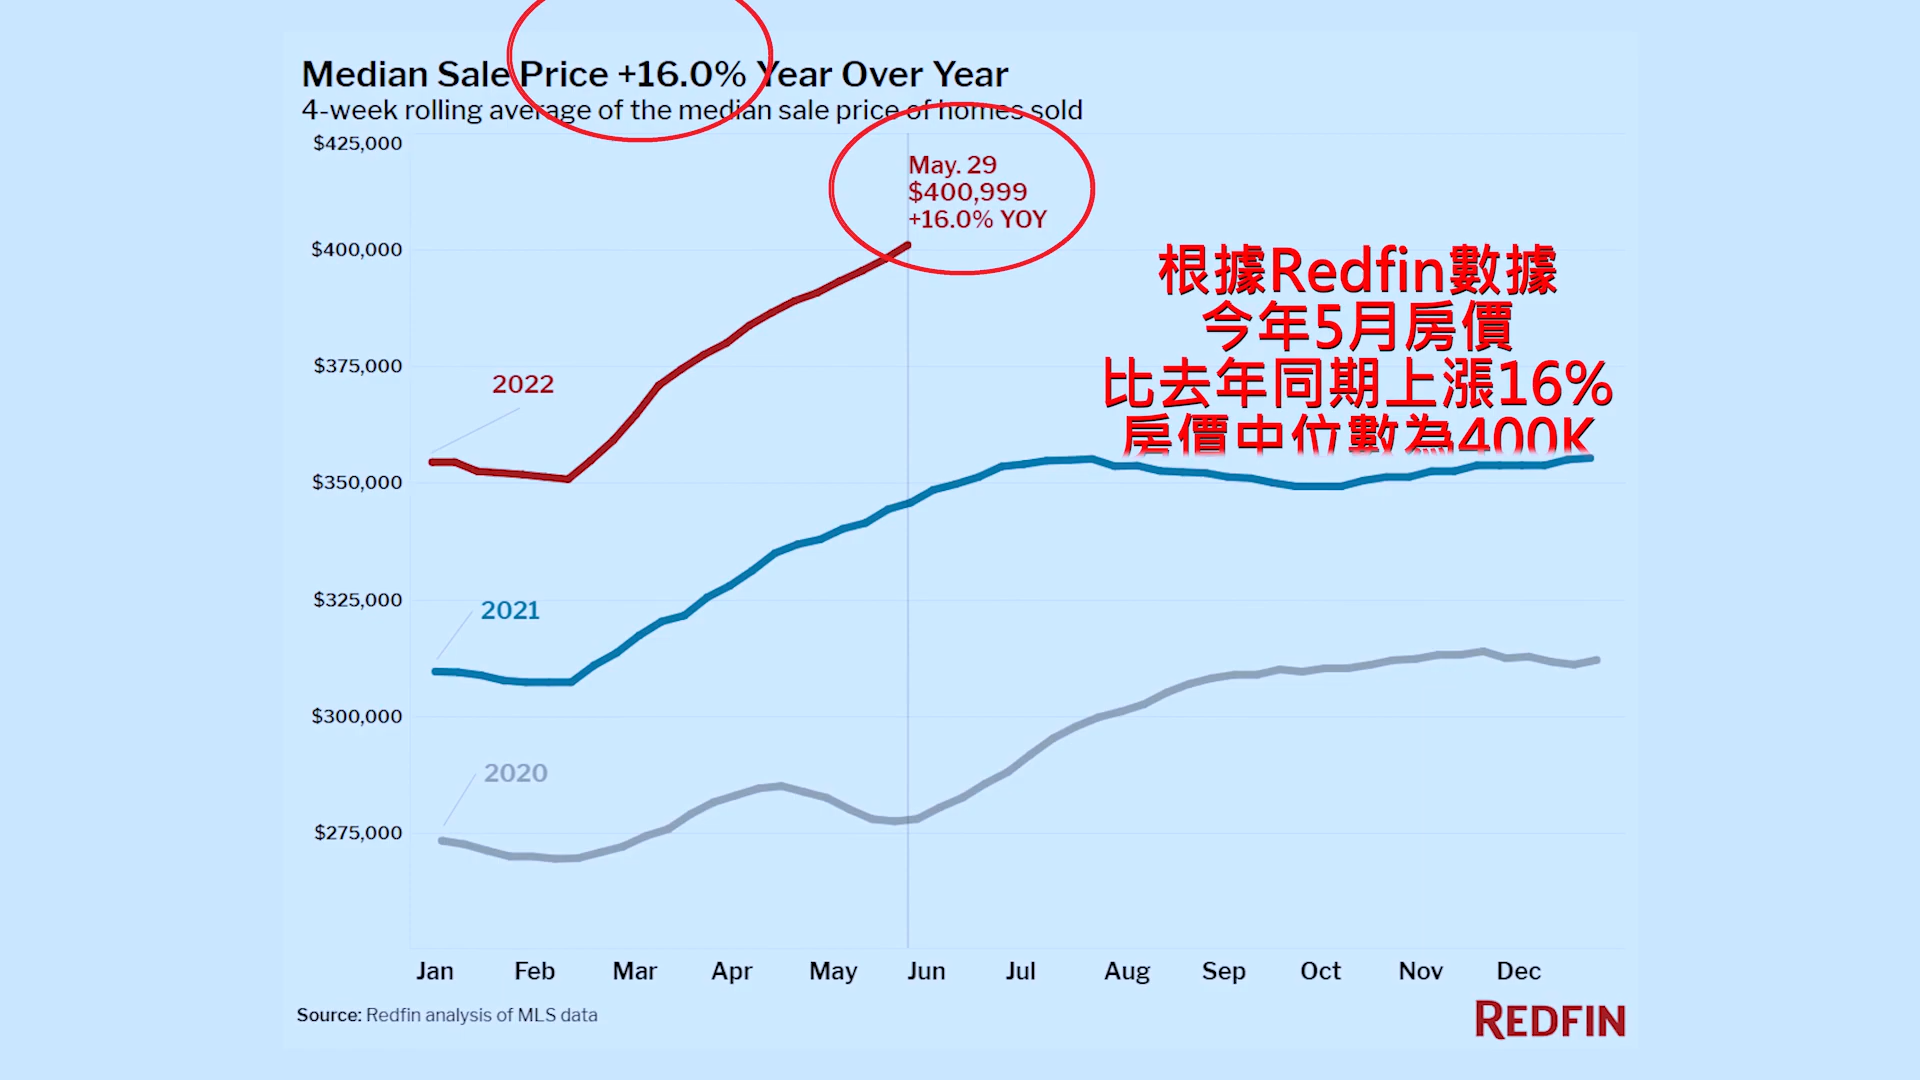 Median Sale Price +16.0% Year Over Year
4-week rolling average of the median sale price of homes sold
$425,000
May. 29
$400,999
+16.0% YOY
$400,000
根據Redfin數據
今年5月房價
比去年同期上漲16%
房價中位數為400K
$375,000
2022
$350,000
$325,000
2021
$300,000
2020
$275,000
Jan Feb Mar Apr May Jun Jul Aug Sep Oct Nov Dec
Source: Redfin analysis of MLS data
REDFIN